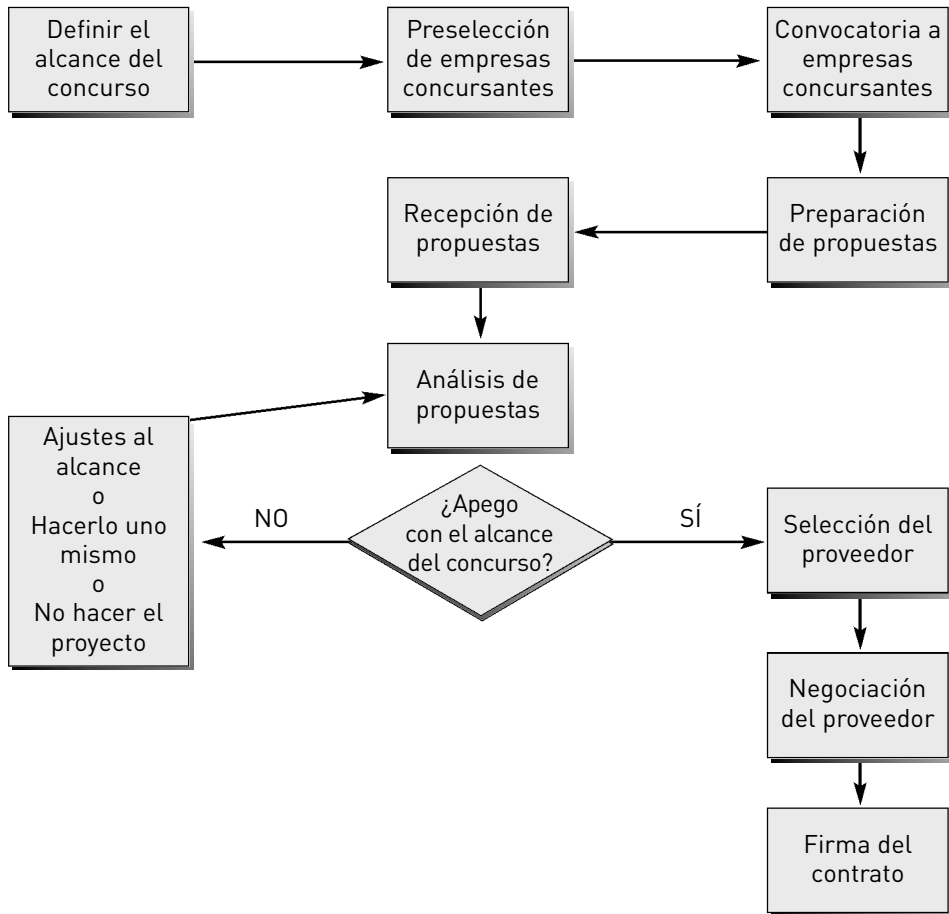 Definir el
alcance del
concurso
Preselección
de empresas
concursantes
Convocatoria a
empresas
concursantes
Preparación
de propuestas
Recepción de
propuestas
Análisis de
propuestas
¿Apego
con el alcance
del concurso?
NO
Ajustes al
alcance
o
Hacerlo uno
mismo
o
No hacer el
proyecto
SÍ
Selección del
proveedor
Negociación
del proveedor
Firma del
contrato